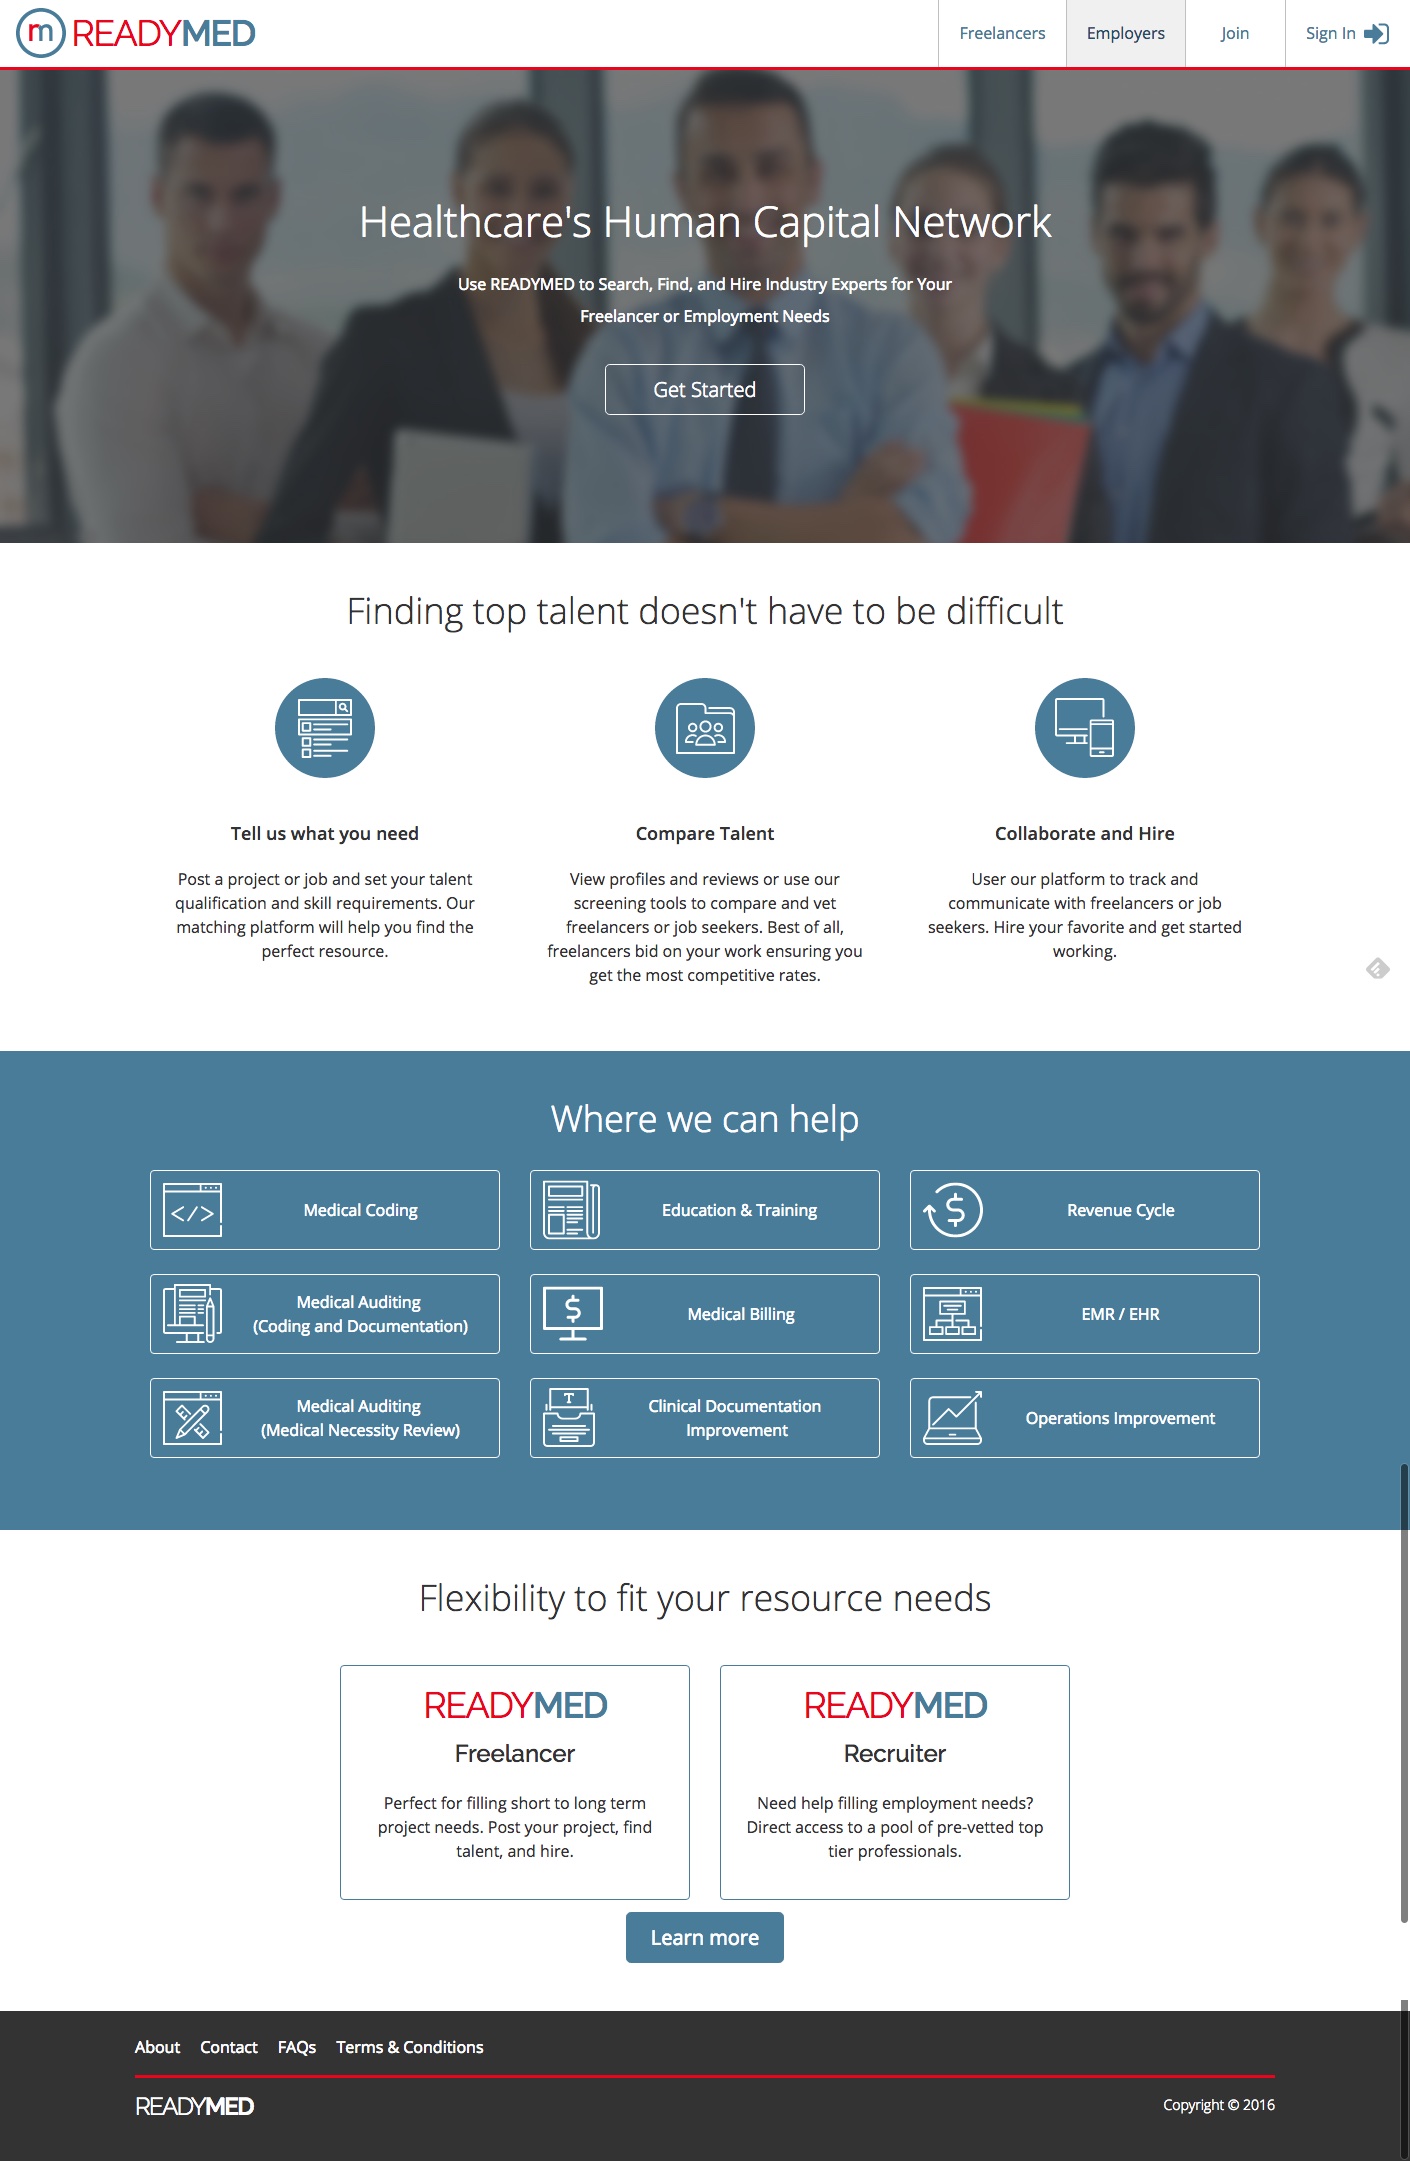 rm READYMED
Freelancers
Employers
Join
Sign In
Healthcare's Human Capital Network
Use READYMED to Search, Find, and Hire Industry Experts for Your
Freelancer or Employment Needs
Get Started
Finding top talent doesn't have to be difficult
Tell us what you need
Post a project or job and set your talent
qualification and skill requirements. Our
matching platform will help you find the
perfect resource.
Compare Talent
View profiles and reviews or use our
screening tools to compare and vet
freelancers or job seekers. Best of all,
freelancers bid on your work ensuring you
get the most competitive rates.
Collaborate and Hire
User our platform to track and
communicate with freelancers or job
seekers. Hire your favorite and get started
working.
Where we can help
Medical Coding
Education & Training
Revenue Cycle
Medical Auditing
(Coding and Documentation)
Medical Billing
EMR / EHR
Medical Auditing
(Medical Necessity Review)
Clinical Documentation
Improvement
Operations Improvement
Flexibility to fit your resource needs
READYMED
Freelancer
Perfect for filling short to long term
project needs. Post your project, find
talent, and hire.
READYMED
Recruiter
Need help filling employment needs?
Direct access to a pool of pre-vetted top
tier professionals.
Learn more
About
Contact
FAQs
Terms & Conditions
READYMED
Copyright © 2016